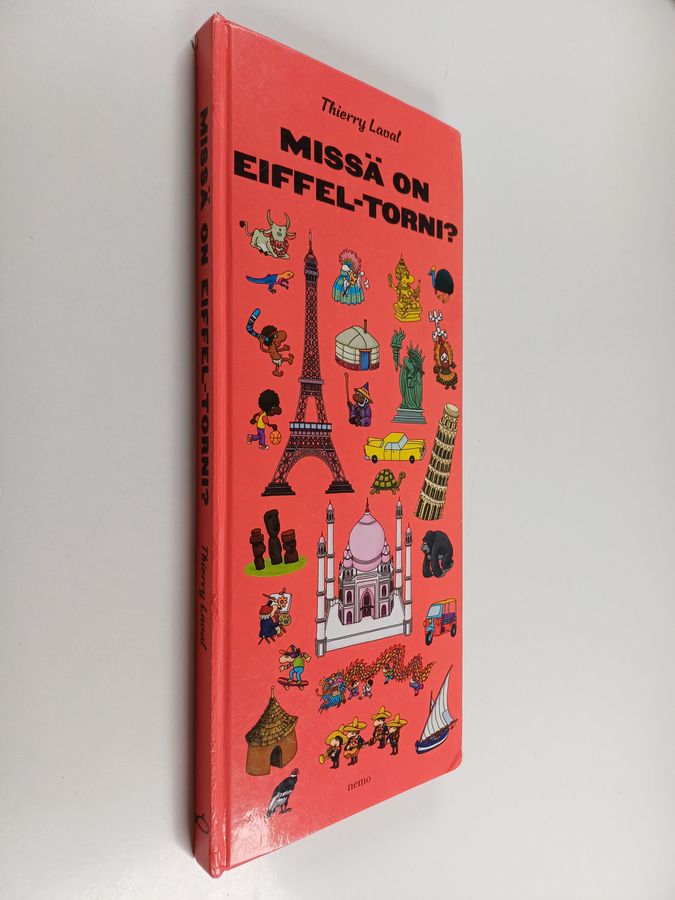 Thierry Laval
MISSÄ ON
EIFFEL-TORNI?
nemo
MISSÄ ON EIFFEL-TORNI?
Thierry Laval